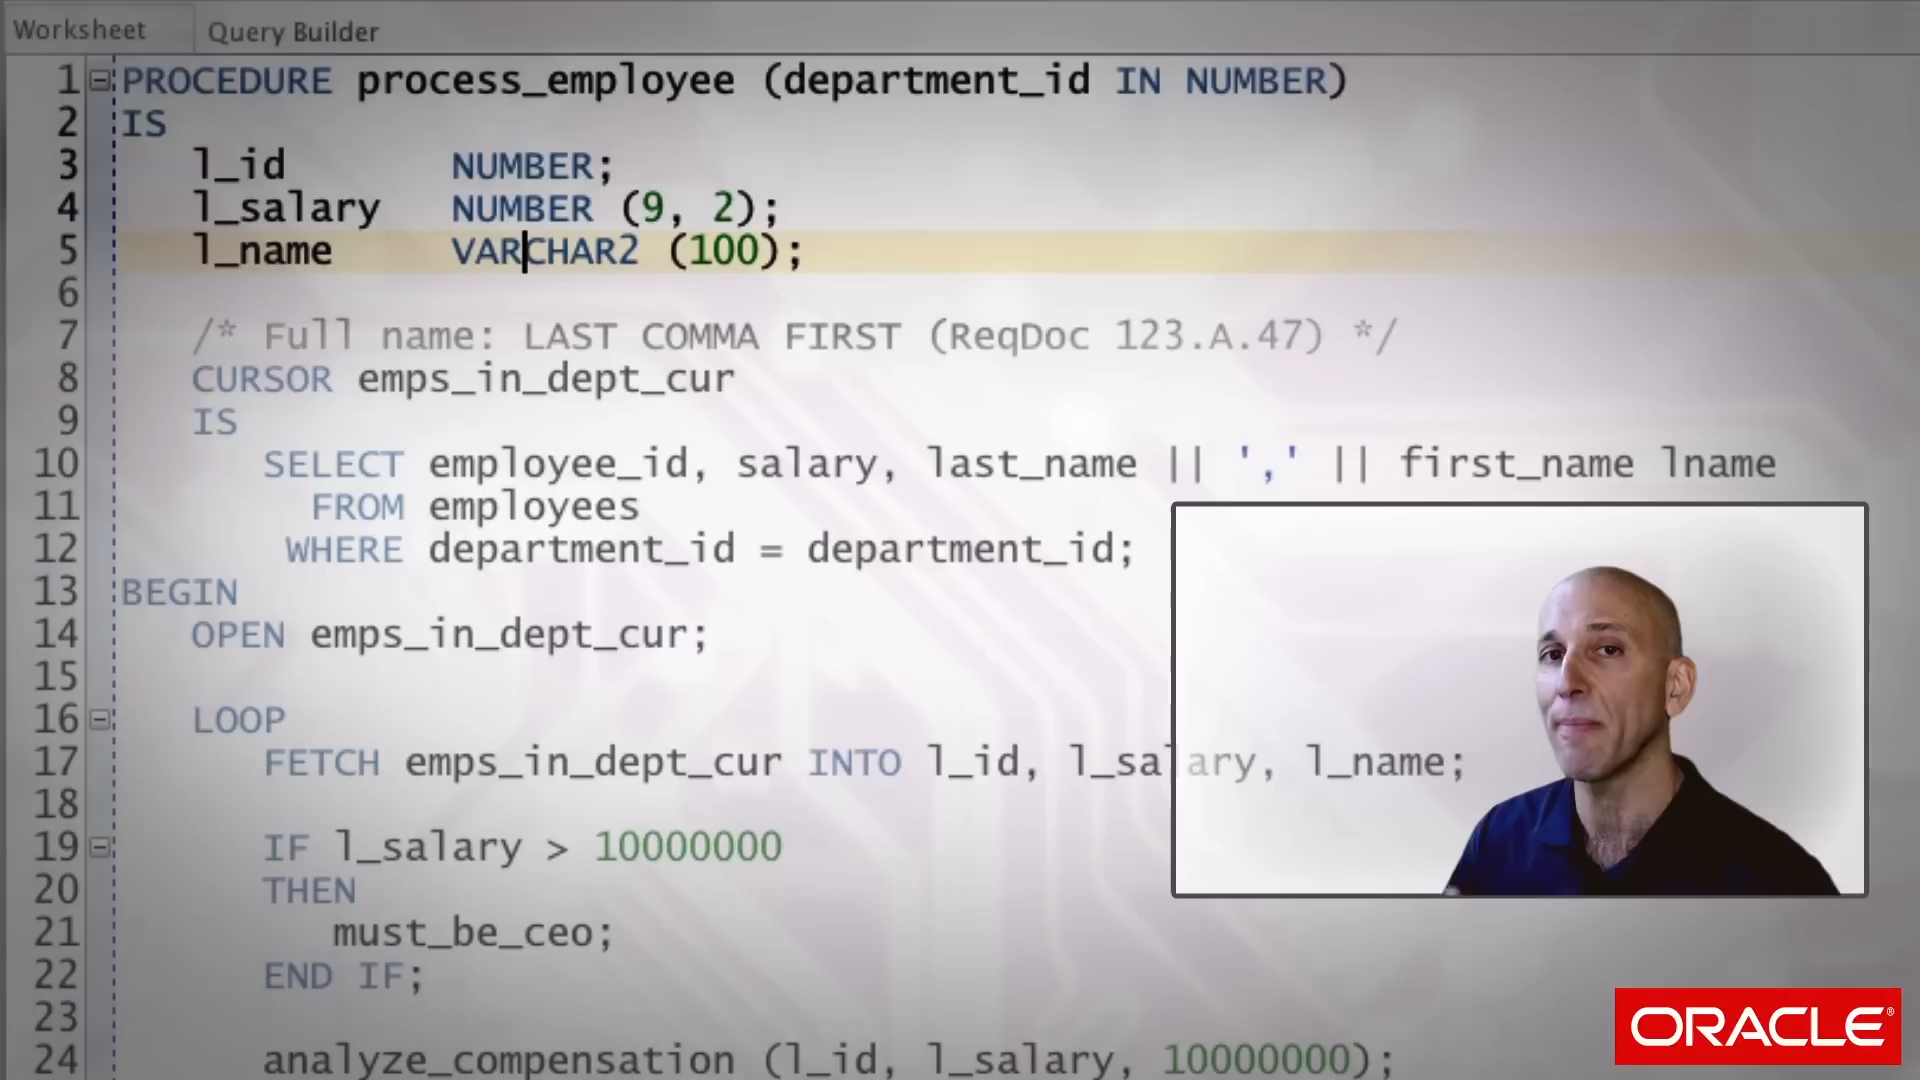 Worksheet
Query Builder
1 PROCEDURE process_employee (department_id IN NUMBER)
2 IS
3 l_id NUMBER;
4 l_salary NUMBER (9, 2);
5 l_name VARCHAR2 (100);
6
7 /* Full name: LAST COMMA FIRST (ReqDoc 123.A.47) */
8 CURSOR emps_in_dept_cur
9 IS
10 SELECT employee_id, salary, last_name || ',' || first_name lname
11 FROM employees
12 WHERE department_id = department_id;
13 BEGIN
14 OPEN emps_in_dept_cur;
15
16 LOOP
17 FETCH emps_in_dept_cur INTO l_id, l_salary, l_name;
18
19 IF l_salary > 10000000
20 THEN
21 must_be_ceo;
22 END IF;
23
24 analyze_compensation (l_id, l_salary, 10000000);
ORACLE®